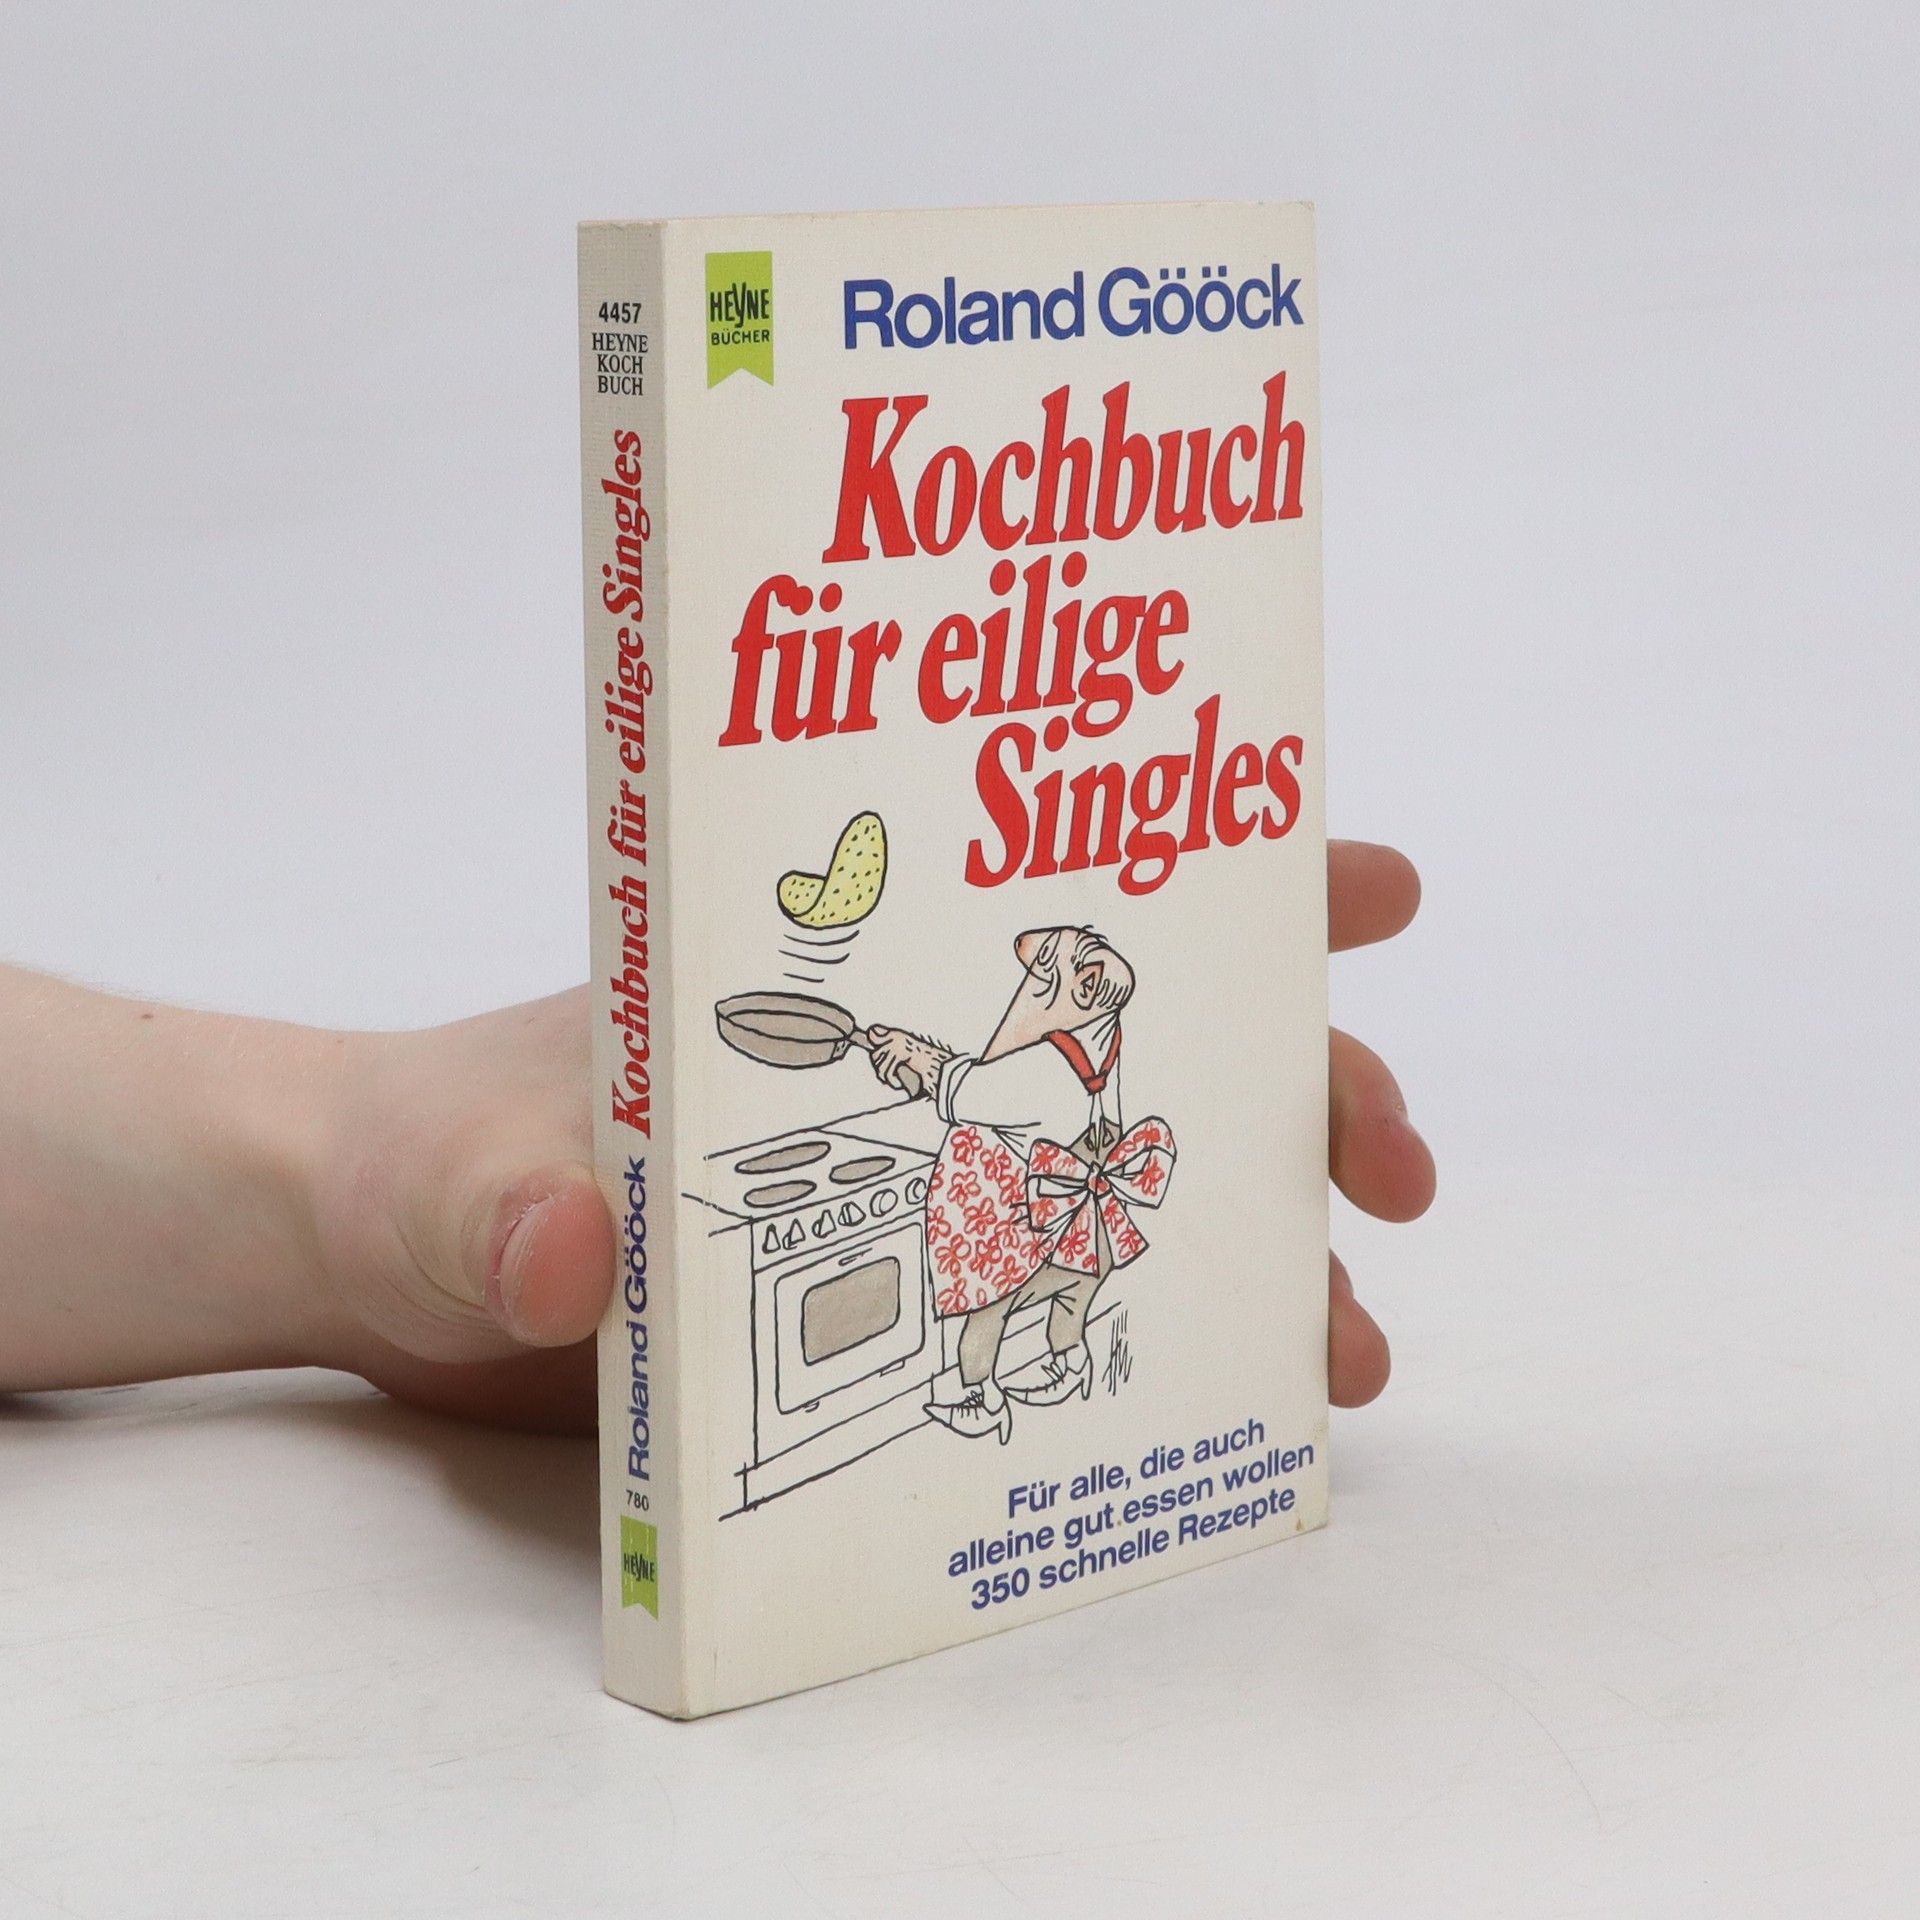 4457
HEYNE
KOCH
BUCH
Kochbuch für eilige Singles
Roland Gööck
780
HEYNE
HEYNE
BÜCHER
Roland Gööck
Kochbuch
für eilige
Singles
Für alle, die auch
alleine gut essen wollen
350 schnelle Rezepte